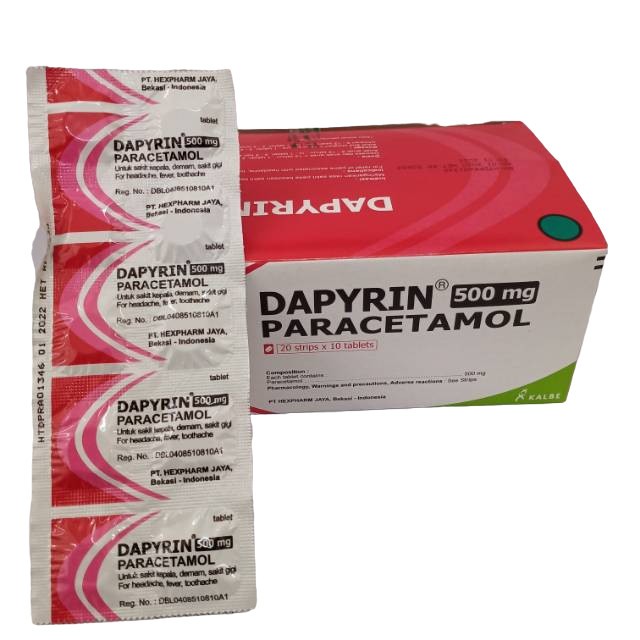 PT. HEXPHARM JAYA,
Bekasi - Indonesia
tablet
DAPYRIN® 500 mg
PARACETAMOL
Untuk sakit kepala, demam, sakit gigi
For headache, fever, toothache
Reg. No. : DBL0408510810A1
PT. HEXPHARM JAYA,
Bekasi - Indonesia
tablet
DAPYRIN® 500 mg
PARACETAMOL
Untuk sakit kepala, demam, sakit gigi
For headache, fever, toothache
Reg. No. : DBL0408510810A1
PT. HEXPHARM JAYA,
Bekasi - Indonesia
tablet
DAPYRIN® 500 mg
PARACETAMOL
Untuk sakit kepala, demam, sakit gigi
For headache, fever, toothache
Reg. No. : DBL0408510810A1
PT. HEXPHARM JAYA,
Bekasi - Indonesia
tablet
DAPYRIN® 500 mg
PARACETAMOL
Untuk sakit kepala, demam, sakit gigi
For headache, fever, toothache
Reg. No. : DBL0408510810A1
HTDPRA01346 01 2022 HET
DAPYRIN
DAPYRIN® 500 mg
PARACETAMOL
20 strips x 10 tablets
Composition :
Each tablet contains :
Paracetamol 500 mg
Pharmacology, Warnings and precautions, Adverse reactions : See Strips
PT HEXPHARM JAYA, Bekasi - Indonesia
KALBE